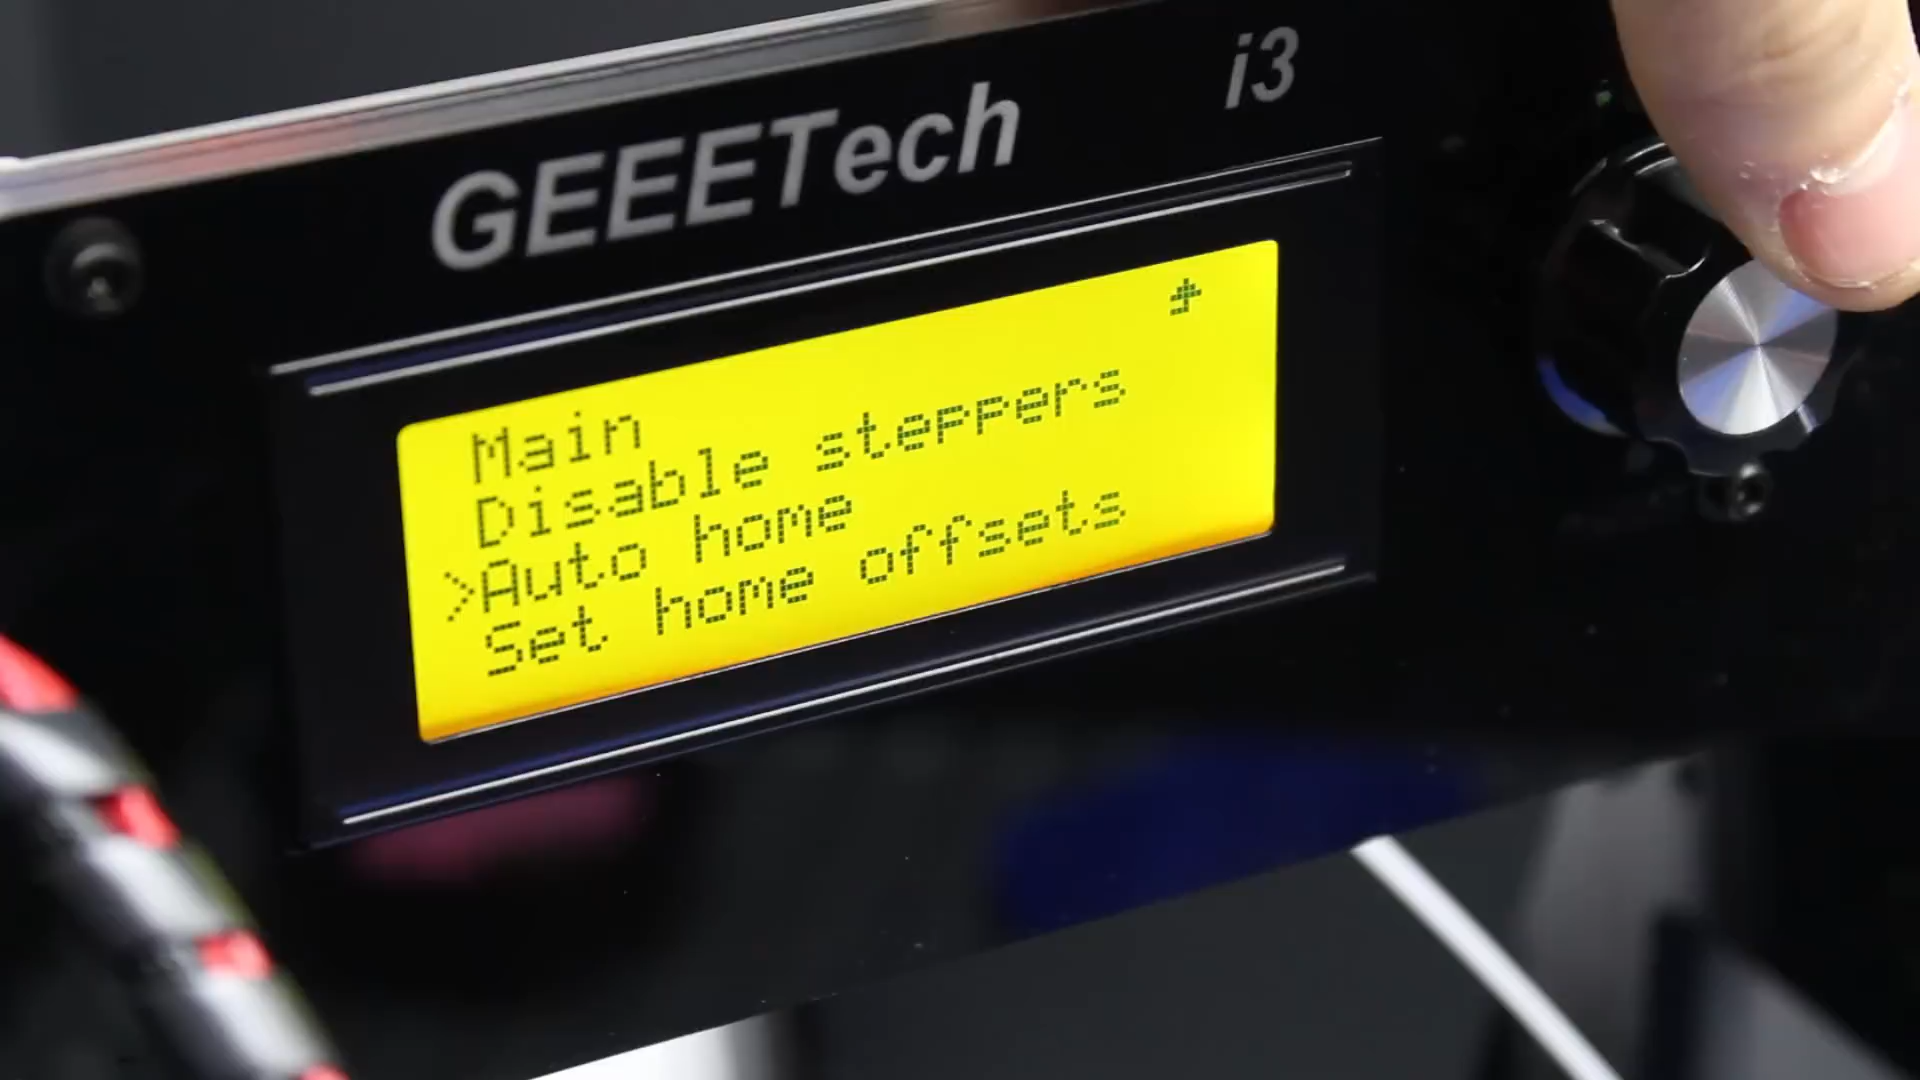 GEEETech i3
Main
Disable steppers
>Auto home
Set home offsets